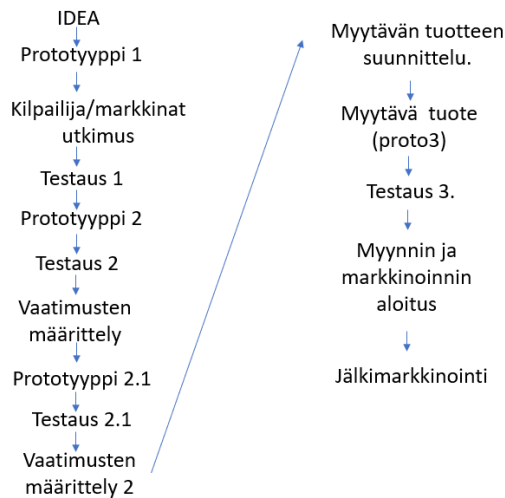 IDEA
Prototyyppi 1
Kilpailija/markkinat
utkimus
Testaus 1
Prototyyppi 2
Testaus 2
Vaatimusten
määrittely
Prototyyppi 2.1
Testaus 2.1
Vaatimusten
määrittely 2
Myytävän tuotteen
suunnittelu.
Myytävä tuote
(proto3)
Testaus 3.
Myynnin ja
markkinoinnin
aloitus
Jälkimarkkinointi